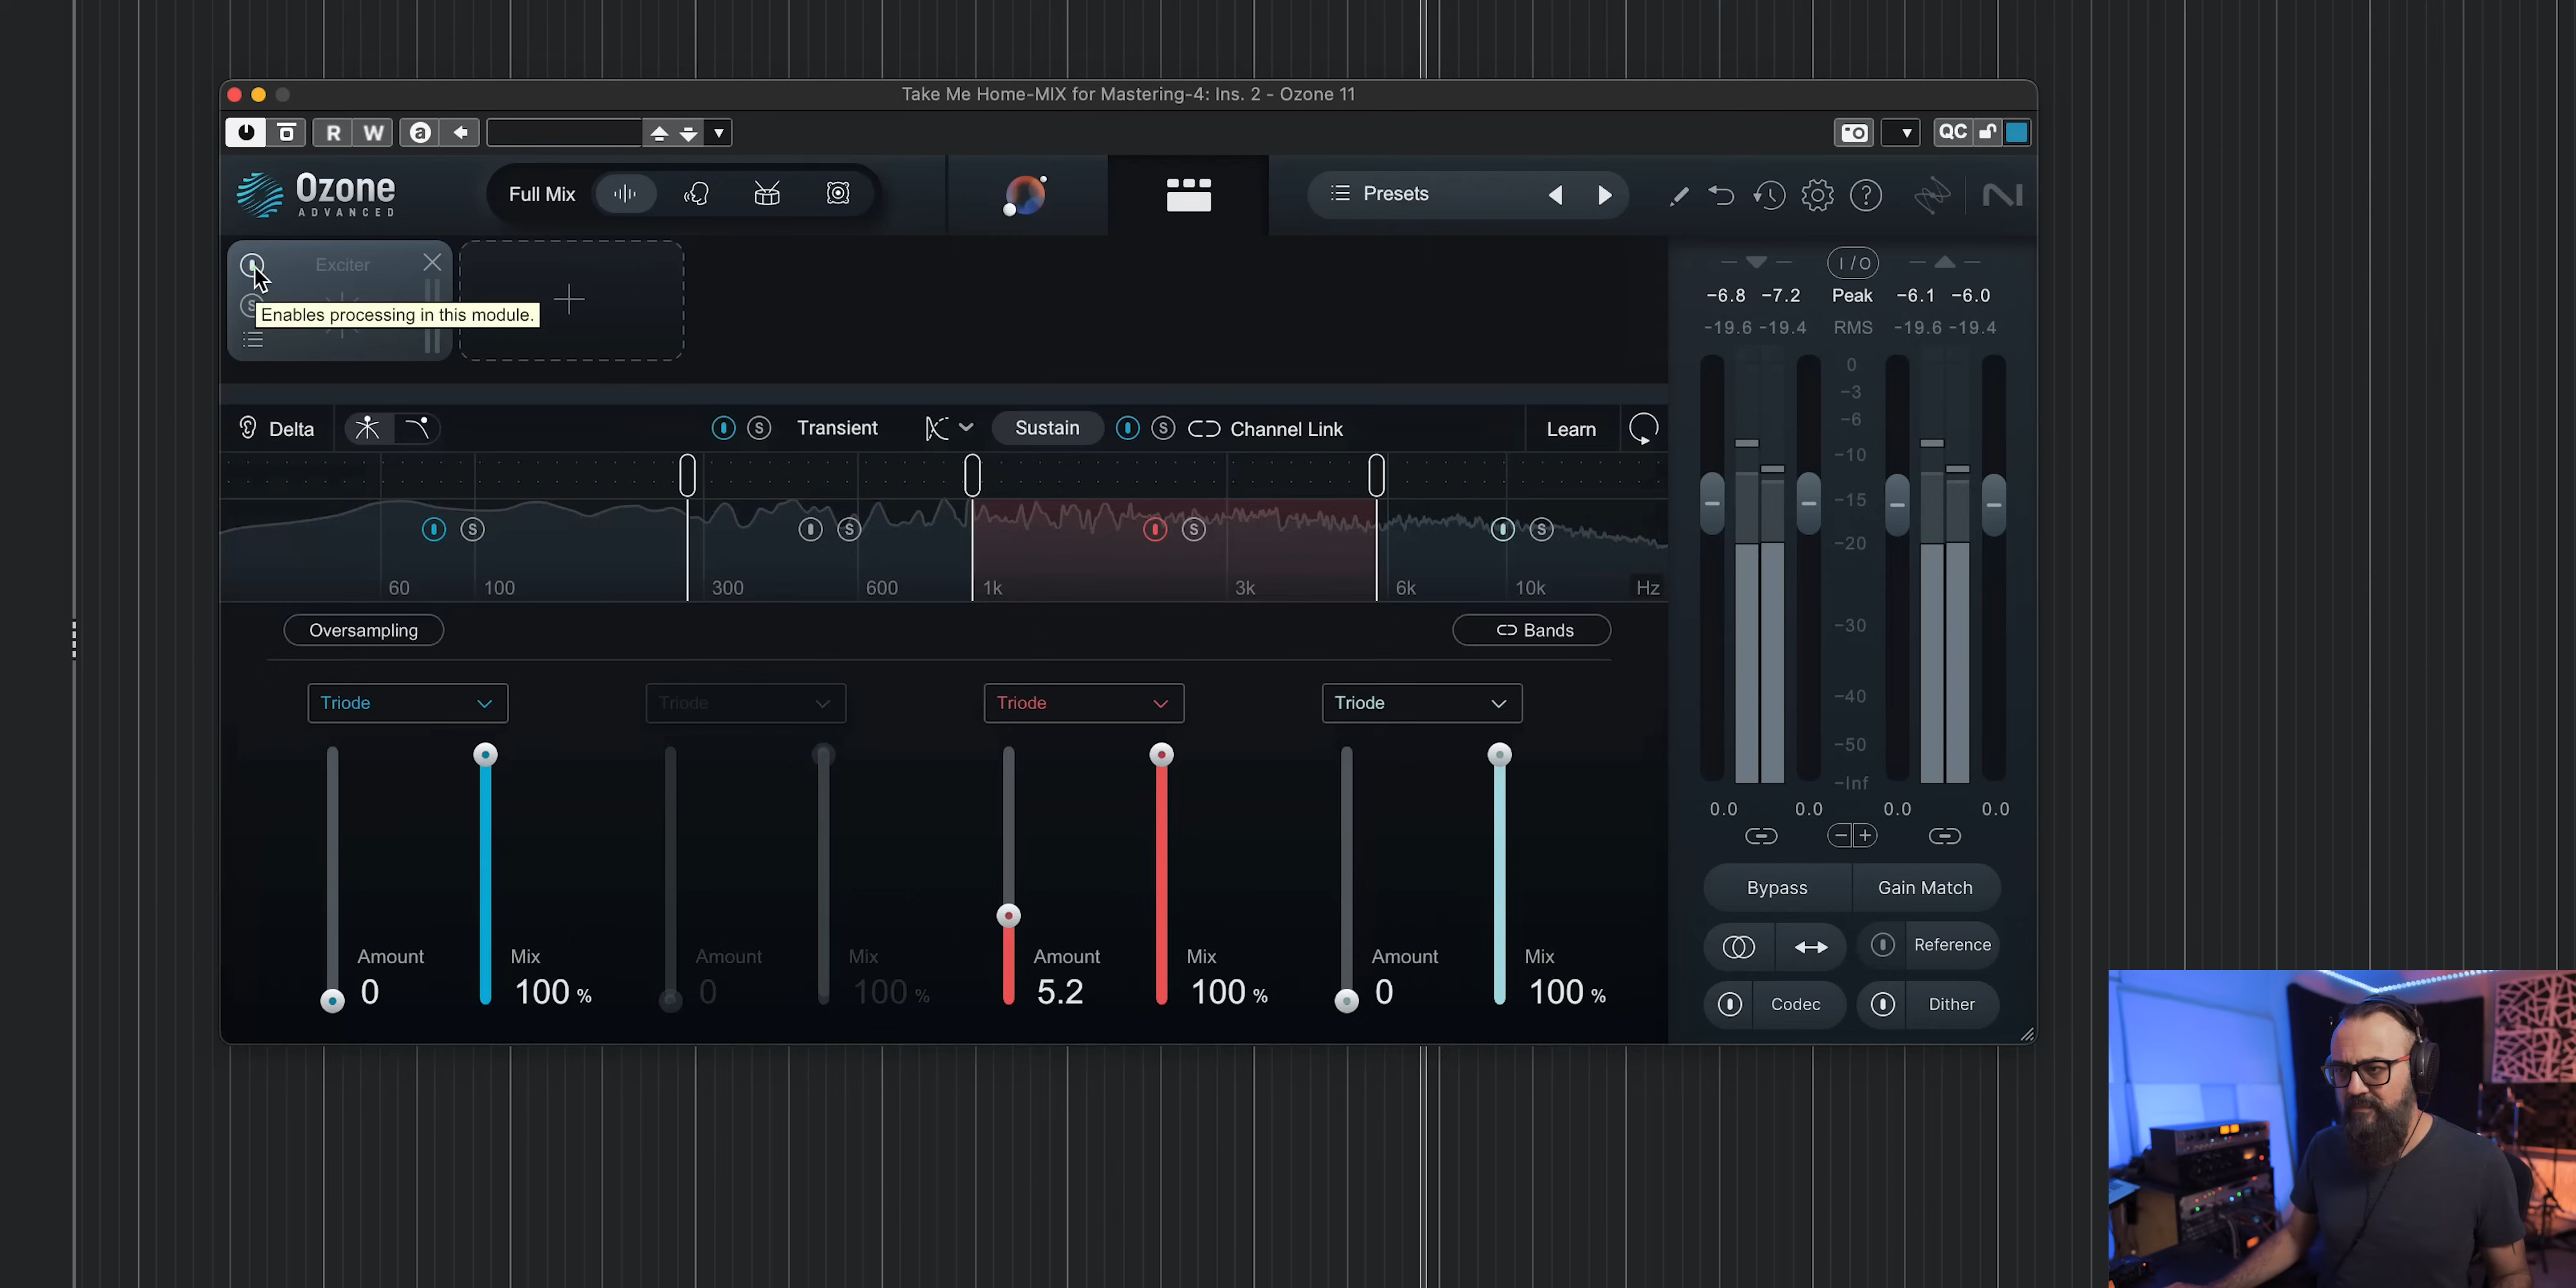 Take Me Home-MIX for Mastering-4: Ins. 2 - Ozone 11
R W a QC
Ozone
ADVANCED
Full Mix
Presets
Exciter
S
Enables processing in this module.
I / O
-6.8 -7.2 Peak -6.1 -6.0
-19.6 -19.4 RMS -19.6 -19.4
Delta
S Transient
Sustain
S Channel Link
Learn
S S S S
60 100 300 600 1k 3k 6k 10k Hz
Oversampling
Bands
Triode Triode Triode Triode
Amount Mix Amount Mix Amount Mix Amount Mix
0 100 % 0 100 % 5.2 100 % 0 100 %
0
-3
-6
-10
-15
-20
-30
-40
-50
-Inf
0.0 0.0 0.0 0.0
Bypass Gain Match
Reference
Codec Dither